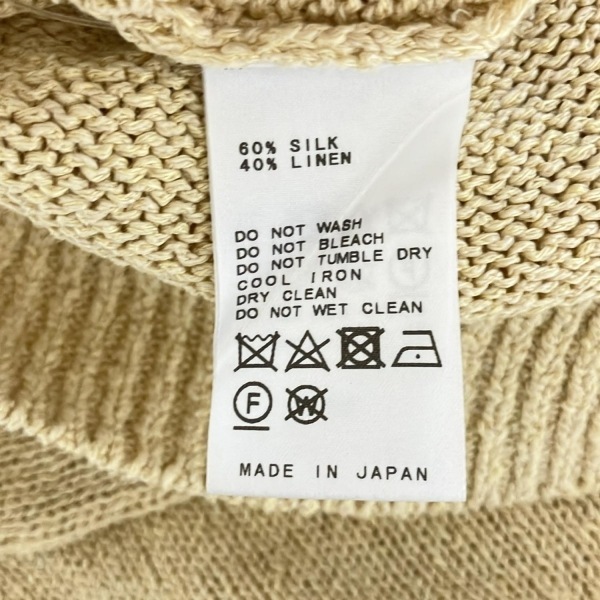 60% SILK
40% LINEN
DO NOT WASH
DO NOT BLEACH
DO NOT TUMBLE DRY
COOL IRON
DRY CLEAN
DO NOT WET CLEAN
F W
MADE IN JAPAN